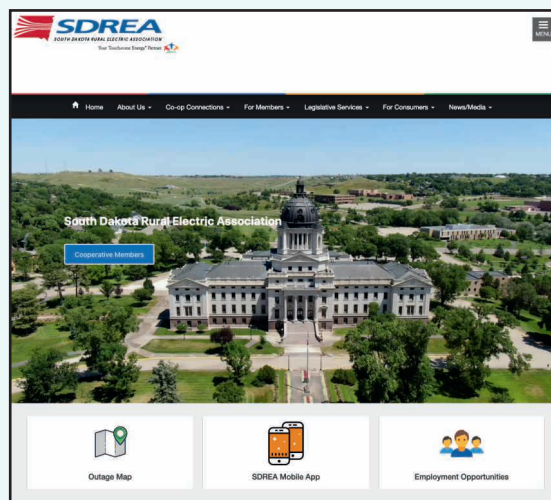 SDREA
SOUTH DAKOTA RURAL ELECTRIC ASSOCIATION
Your Touchstone Energy® Partner
MENU
Home About Us Co-op Connections For Members Legislative Services For Consumers News/Media
South Dakota Rural Electric Association
Cooperative Members
Outage Map SDREA Mobile App Employment Opportunities